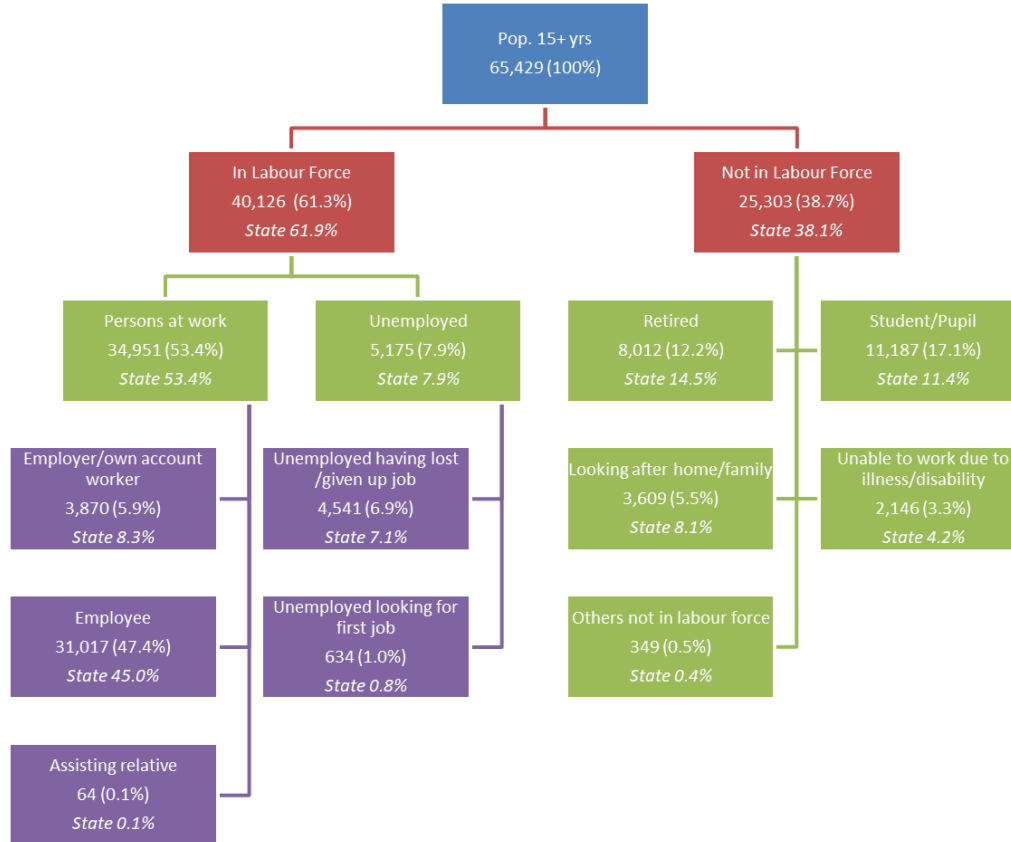 Pop. 15+ yrs
65,429 (100%)
In Labour Force
40,126 (61.3%)
State 61.9%
Not in Labour Force
25,303 (38.7%)
State 38.1%
Persons at work
34,951 (53.4%)
State 53.4%
Unemployed
5,175 (7.9%)
State 7.9%
Retired
8,012 (12.2%)
State 14.5%
Student/Pupil
11,187 (17.1%)
State 11.4%
Employer/own account
worker
3,870 (5.9%)
State 8.3%
Unemployed having lost
/given up job
4,541 (6.9%)
State 7.1%
Looking after home/family
3,609 (5.5%)
State 8.1%
Unable to work due to
illness/disability
2,146 (3.3%)
State 4.2%
Employee
31,017 (47.4%)
State 45.0%
Unemployed looking for
first job
634 (1.0%)
State 0.8%
Others not in labour force
349 (0.5%)
State 0.4%
Assisting relative
64 (0.1%)
State 0.1%